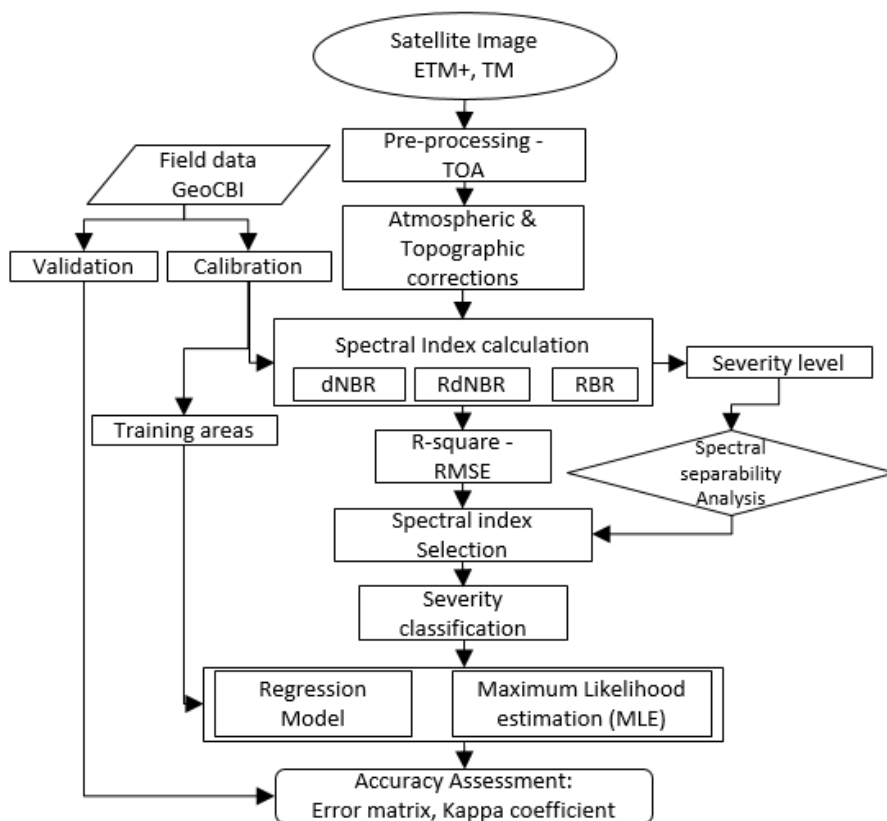 Satellite Image
ETM+, TM
Pre-processing -
TOA
Field data
GeoCBI
Atmospheric &
Topographic
corrections
Validation
Calibration
Spectral Index calculation
dNBR
RdNBR
RBR
Severity level
Training areas
R-square -
RMSE
Spectral
separability
Analysis
Spectral index
Selection
Severity
classification
Regression
Model
Maximum Likelihood
estimation (MLE)
Accuracy Assessment:
Error matrix, Kappa coefficient